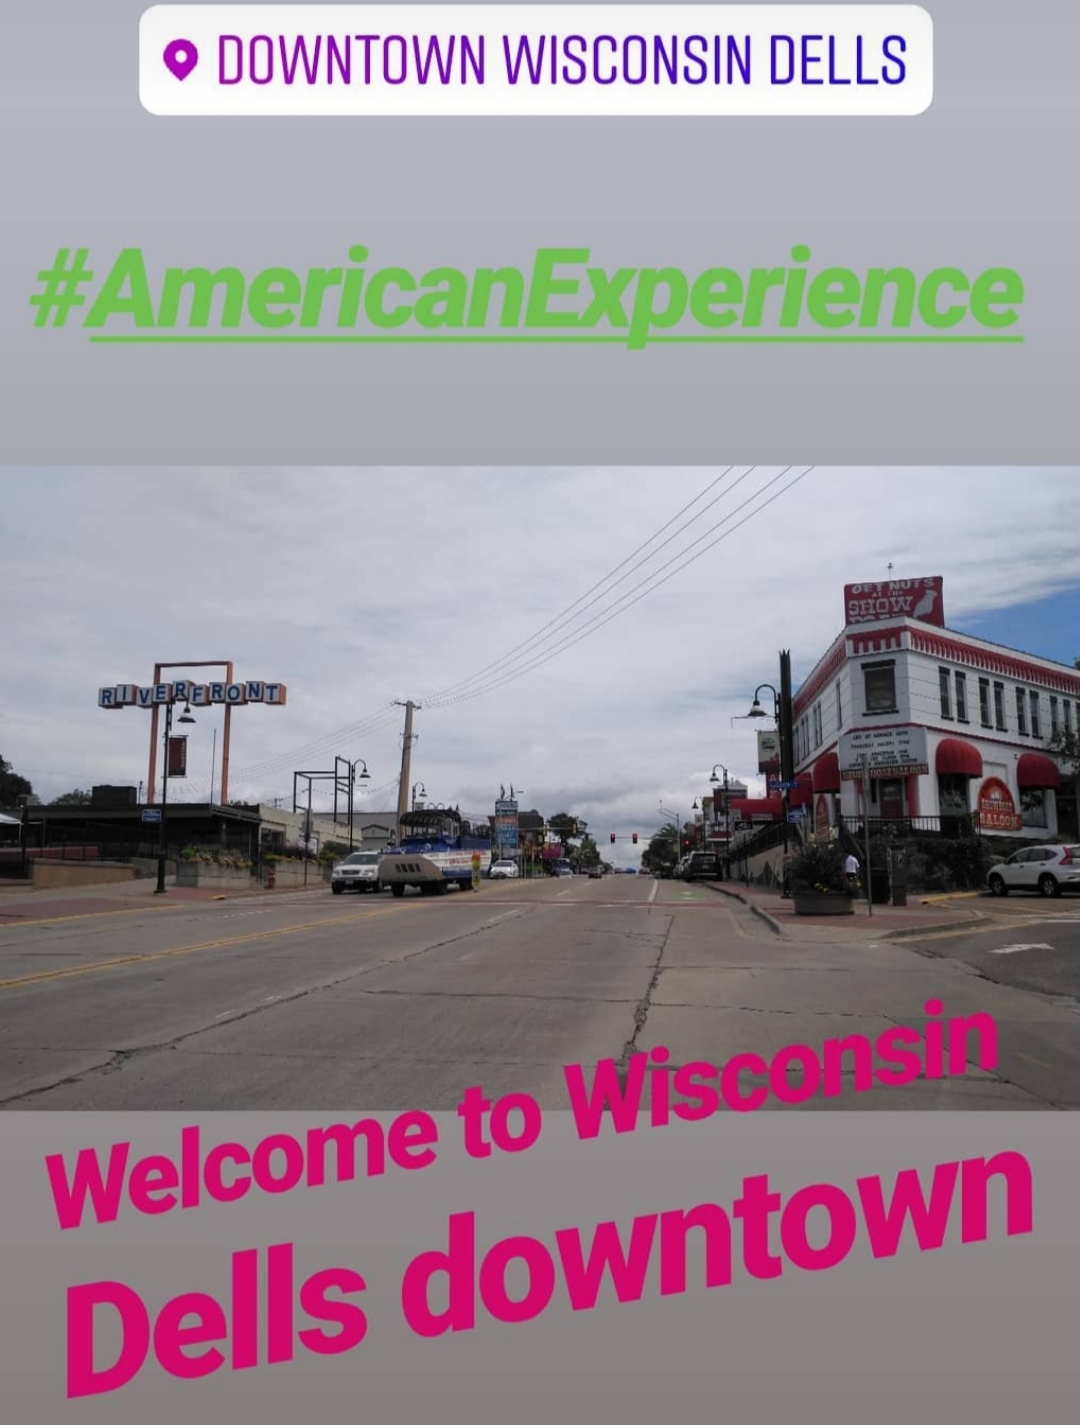 DOWNTOWN WISCONSIN DELLS
#AmericanExperience
RIVERFRONT
GET NUTS
AT THE
SHOW
SALOON
Welcome to Wisconsin
Dells downtown